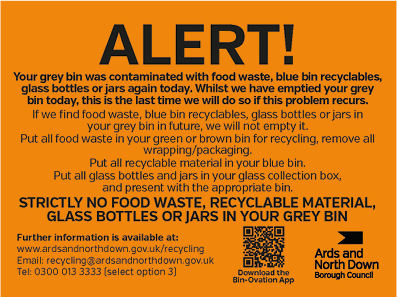 ALERT!
Your grey bin was contaminated with food waste, blue bin recyclables,
glass bottles or jars again today. Whilst we have emptied your grey
bin today, this is the last time we will do so if this problem recurs.
If we find food waste, blue bin recyclables, glass bottles or jars in
your grey bin in future, we will not empty it.
Put all food waste in your green or brown bin for recycling, remove all
wrapping/packaging.
Put all recyclable material in your blue bin.
Put all glass bottles and jars in your glass collection box,
and present with the appropriate bin.
STRICTLY NO FOOD WASTE, RECYCLABLE MATERIAL,
GLASS BOTTLES OR JARS IN YOUR GREY BIN
Further information is available at:
www.ardsandnorthdown.gov.uk/recycling
Email: recycling@ardsandnorthdown.gov.uk
Tel: 0300 013 3333 (select option 3)
Download the
Bin-Ovation App
Ards and
North Down
Borough Council